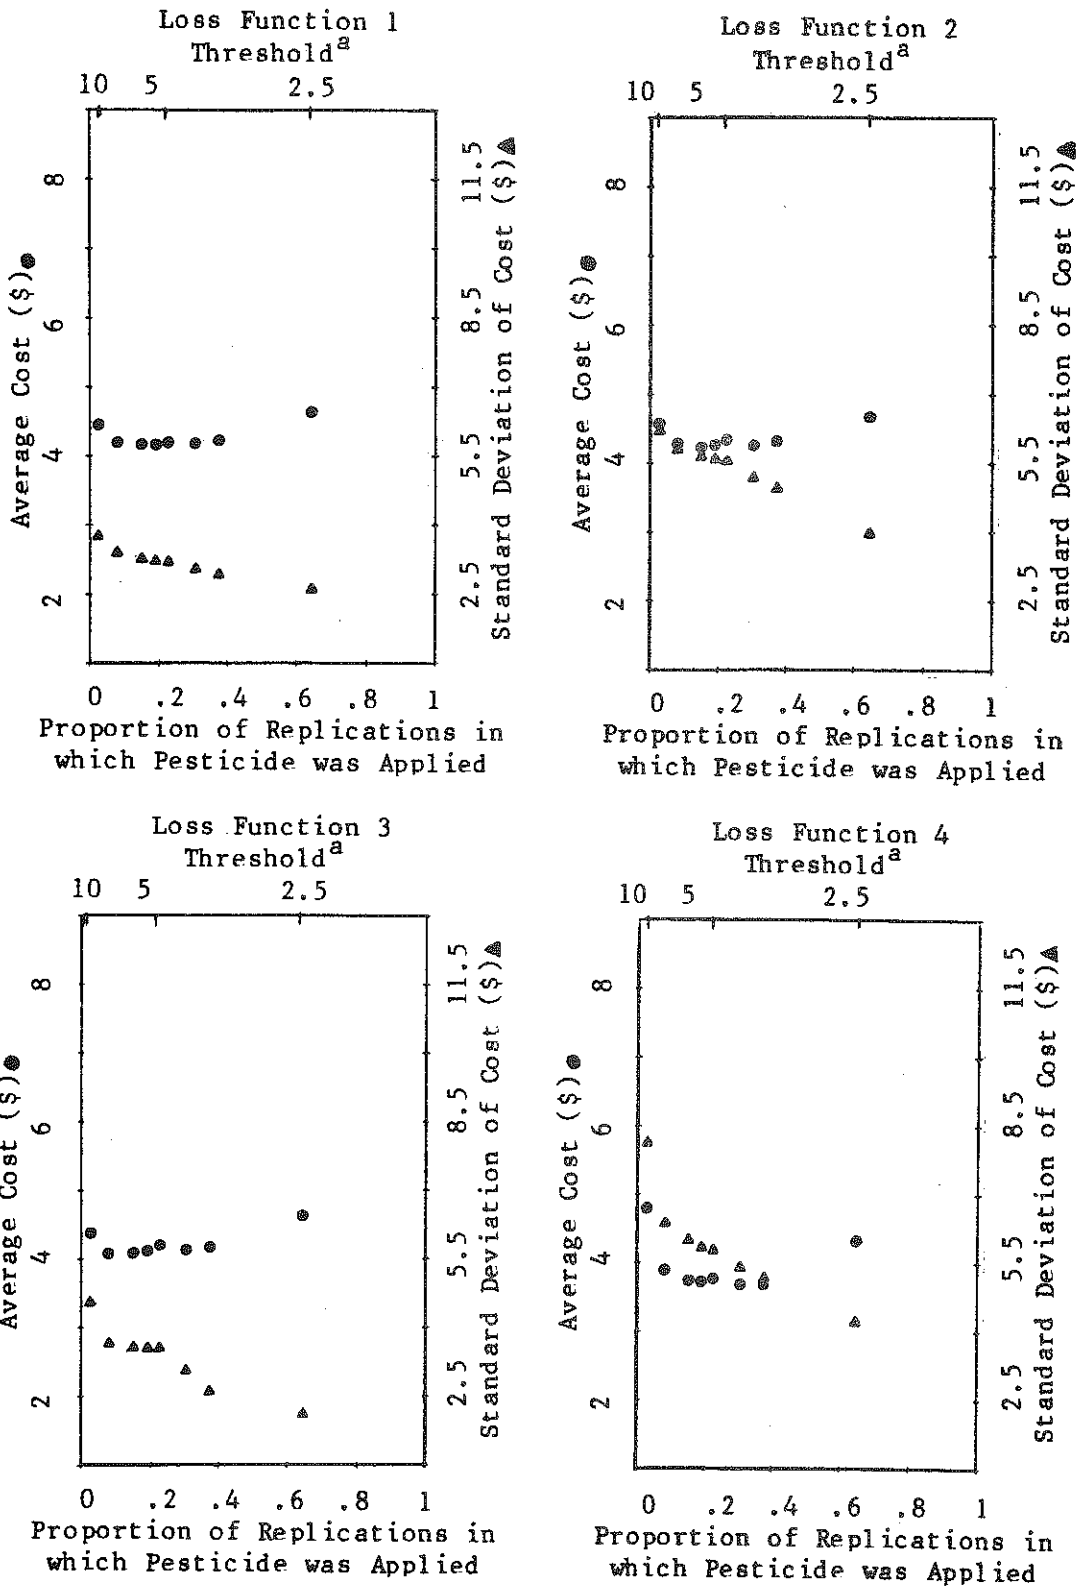 Loss Function 1
Threshold^a
10 5 2.5
Average Cost ($)●
8
6
4
2
Standard Deviation of Cost ($)▲
11.5
8.5
5.5
2.5
0 .2 .4 .6 .8 1
Proportion of Replications in
which Pesticide was Applied
Loss Function 2
Threshold^a
10 5 2.5
Average Cost ($)●
8
6
4
2
Standard Deviation of Cost ($)▲
11.5
8.5
5.5
2.5
0 .2 .4 .6 .8 1
Proportion of Replications in
which Pesticide was Applied
Loss Function 3
Threshold^a
10 5 2.5
Average Cost ($)●
8
6
4
2
Standard Deviation of Cost ($)▲
11.5
8.5
5.5
2.5
0 .2 .4 .6 .8 1
Proportion of Replications in
which Pesticide was Applied
Loss Function 4
Threshold^a
10 5 2.5
Average Cost ($)●
8
6
4
2
Standard Deviation of Cost ($)▲
11.5
8.5
5.5
2.5
0 .2 .4 .6 .8 1
Proportion of Replications in
which Pesticide was Applied